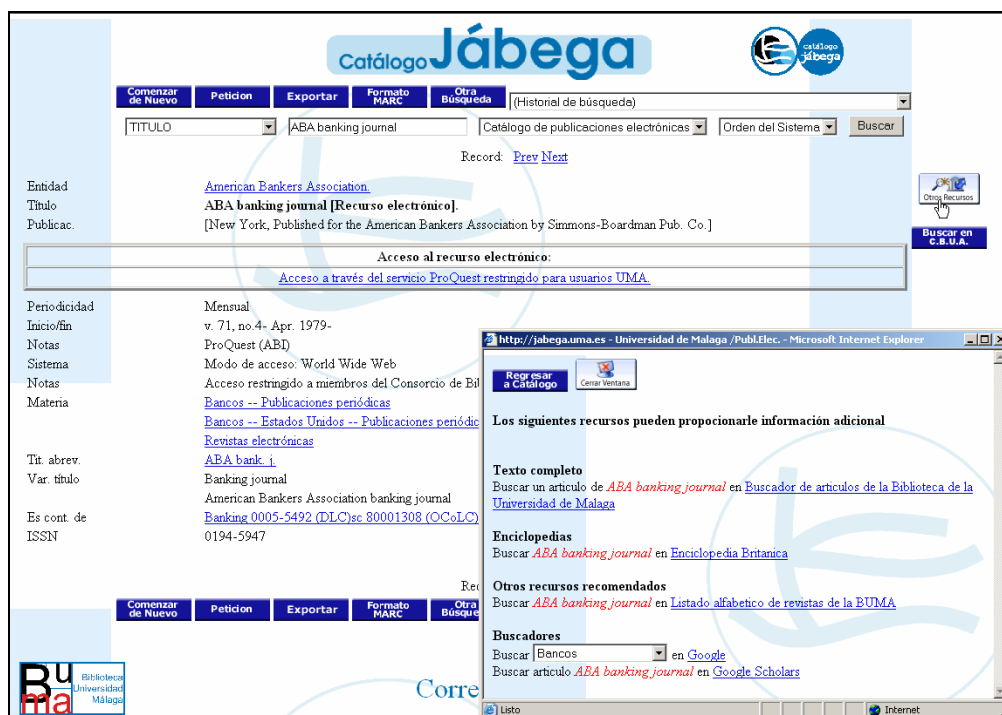 Catálogo Jábega
catálogo
jábega
Comenzar de Nuevo Peticion Exportar Formato MARC Otra Búsqueda (Historial de búsqueda)
TITULO ABA banking journal Catálogo de publicaciones electrónicas Orden del Sistema Buscar
Record: Prev Next
Entidad American Bankers Association.
Título ABA banking journal [Recurso electrónico].
Publicac. [New York, Published for the American Bankers Association by Simmons-Boardman Pub. Co.]
Otros Recursos
Buscar en C.B.U.A.
Acceso al recurso electrónico:
Acceso a través del servicio ProQuest restringido para usuarios UMA.
Periodicidad Mensual
Inicio/fin v. 71, no.4- Apr. 1979-
Notas ProQuest (ABI)
Sistema Modo de acceso: World Wide Web
Notas Acceso restringido a miembros del Consorcio de Bi
Materia Bancos -- Publicaciones periódicas
Bancos -- Estados Unidos -- Publicaciones periódic
Revistas electrónicas
Tit. abrev. ABA bank. j.
Var. título Banking journal
American Bankers Association banking journal
Es cont. de Banking 0005-5492 (DLC)sc 80001308 (OCoLC)
ISSN 0194-5947
Rec
Comenzar de Nuevo Peticion Exportar Formato MARC Otra Búsque
Bu
ma
Biblioteca
Universidad
Málaga
Corre
http://jabega.uma.es - Universidad de Malaga /Publ.Elec. - Microsoft Internet Explorer
Regresar a Catálogo Cerrar Ventana
Los siguientes recursos pueden propocionarle información adicional
Texto completo
Buscar un articulo de ABA banking journal en Buscador de articulos de la Biblioteca de la
Universidad de Malaga
Enciclopedias
Buscar ABA banking journal en Enciclopedia Britanica
Otros recursos recomendados
Buscar ABA banking journal en Listado alfabetico de revistas de la BUMA
Buscadores
Buscar Bancos en Google
Buscar articulo ABA banking journal en Google Scholars
Listo Internet